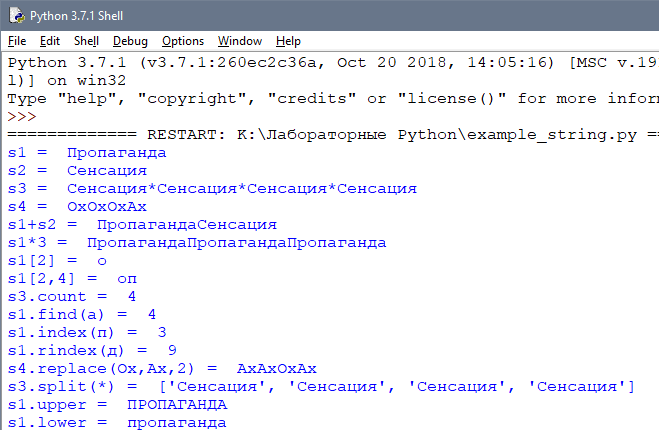 Python 3.7.1 Shell
File Edit Shell Debug Options Window Help
Python 3.7.1 (v3.7.1:260ec2c36a, Oct 20 2018, 14:05:16) [MSC v.19
l)] on win32
Type "help", "copyright", "credits" or "license()" for more infor
>>>
============= RESTART: K:\Лабораторные Python\example_string.py ==
s1 =  Пропаганда
s2 =  Сенсация
s3 =  Сенсация*Сенсация*Сенсация*Сенсация
s4 =  ОхОхОхАх
s1+s2 =  ПропагандаСенсация
s1*3 =  ПропагандаПропагандаПропаганда
s1[2] =  о
s1[2,4] =  оп
s3.count =  4
s1.find(а) =  4
s1.index(п) =  3
s1.rindex(д) =  9
s4.replace(Ох,Ах,2) =  АхАхОхАх
s3.split(*) =  ['Сенсация', 'Сенсация', 'Сенсация', 'Сенсация']
s1.upper =  ПРОПАГАНДА
s1.lower =  пропаганда